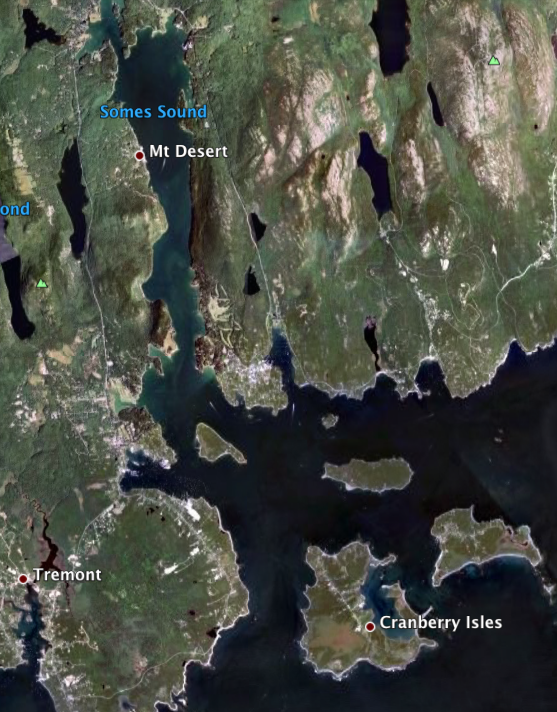 Somes Sound
Mt Desert
ond
Tremont
Cranberry Isles